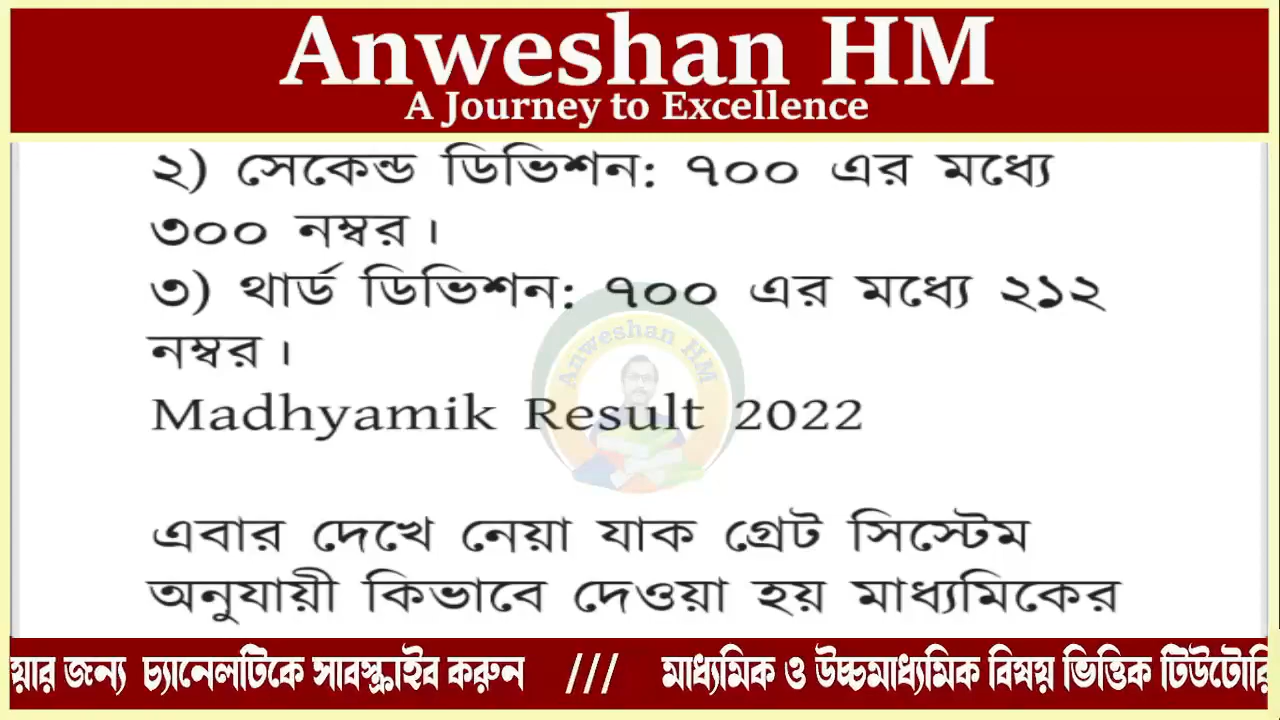 Anweshan HM
A Journey to Excellence
২) সেকেন্ড ডিভিশন: ৭০০ এর মধ্যে
৩০০ নম্বর।
৩) থার্ড ডিভিশন: ৭০০ এর মধ্যে ২১২
নম্বর।
Anweshan HM
Madhyamik Result 2022
এবার দেখে নেয়া যাক গ্রেট সিস্টেম
অনুযায়ী কিভাবে দেওয়া হয় মাধ্যমিকের
য়ার জন্য চ্যানেলটিকে সাবস্ক্রাইব করুন /// মাধ্যমিক ও উচ্চমাধ্যমিক বিষয় ভিত্তিক টিউটোরি